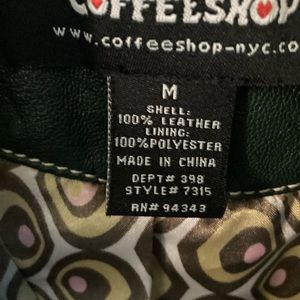 COFFEESHOP
www.coffeeshop-nyc.co
M
SHELL:
100% LEATHER
LINING:
100%POLYESTER
MADE IN CHINA
DEPT# 398
STYLE# 7315
RN# 94343